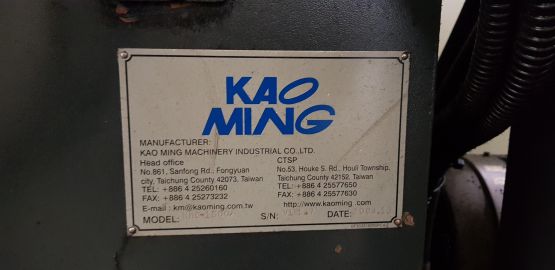 KAO
MING
MANUFACTURER:
KAO MING MACHINERY INDUSTRIAL CO.,LTD.
Head office
No.861, Sanfong Rd., Fongyuan
city, Taichung County 42073. Taiwan
TEL: +886 4 25260160
FAX: +886 4 25273232
E-mail : km@kaoming.com.tw
CTSP
No.53, Houke S. Rd., Houli Township,
Taichung County 42152. Taiwan
TEL: +886 4 25577650
FAX: +886 4 25577630
http://www.kaoming .com
MODEL: S/N: DATE: